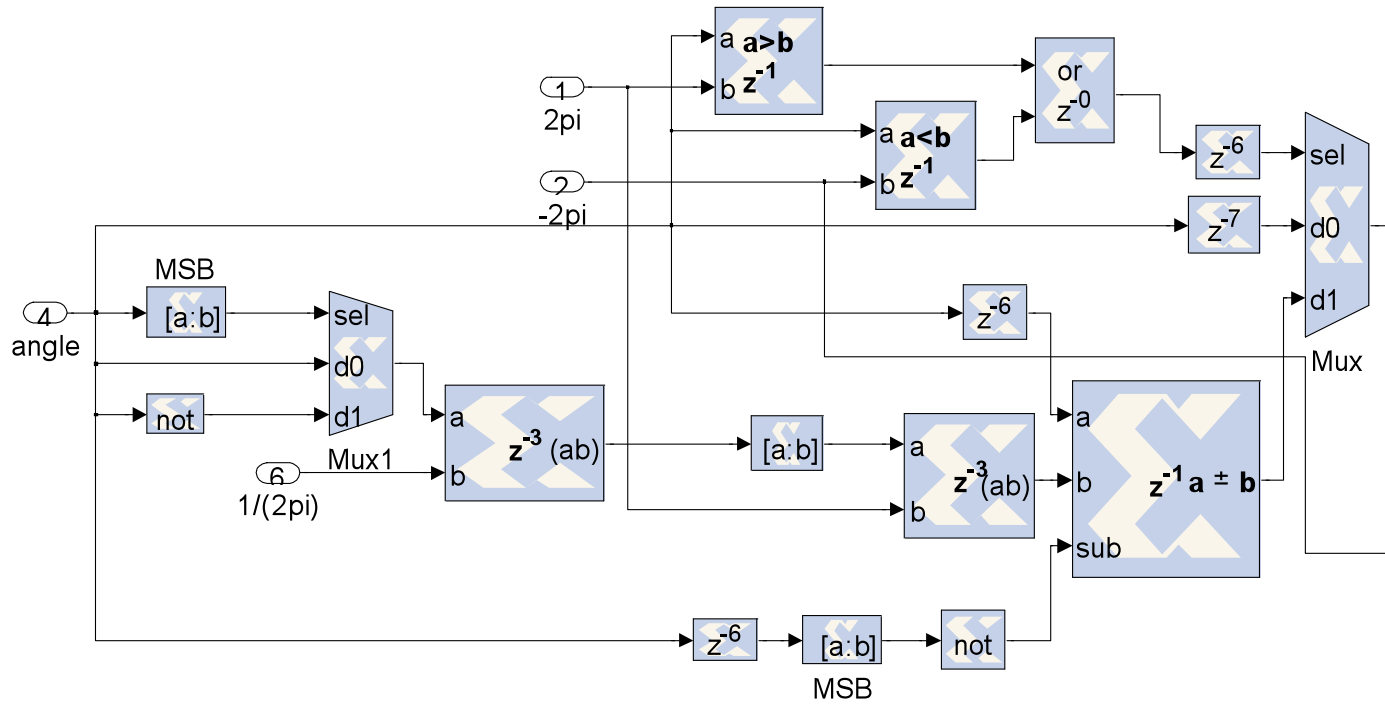 a a>b
b z⁻¹
1
2pi
or
z⁻⁰
a a<b
b z⁻¹
2
-2pi
z⁻⁶
sel
d0
d1
Mux
z⁻⁷
MSB
[a:b]
4
angle
not
sel
d0
d1
Mux1
6
1/(2pi)
a
b
z⁻³ (ab)
[a:b]
a
b
z⁻³ (ab)
z⁻⁶
a
b
sub
z⁻¹ a ± b
z⁻⁶
[a:b]
MSB
not